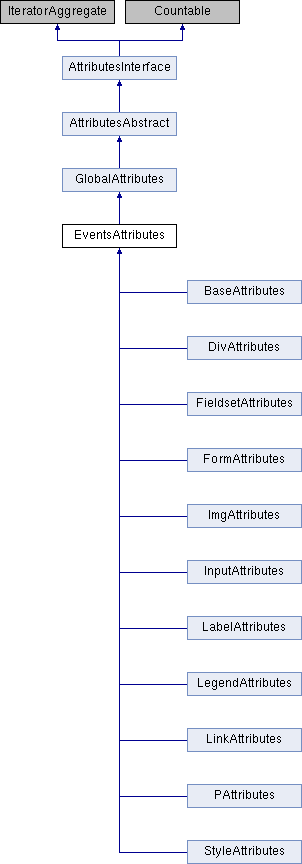 IteratorAggregate
Countable
AttributesInterface
AttributesAbstract
GlobalAttributes
EventsAttributes
BaseAttributes
DivAttributes
FieldsetAttributes
FormAttributes
ImgAttributes
InputAttributes
LabelAttributes
LegendAttributes
LinkAttributes
PAttributes
StyleAttributes